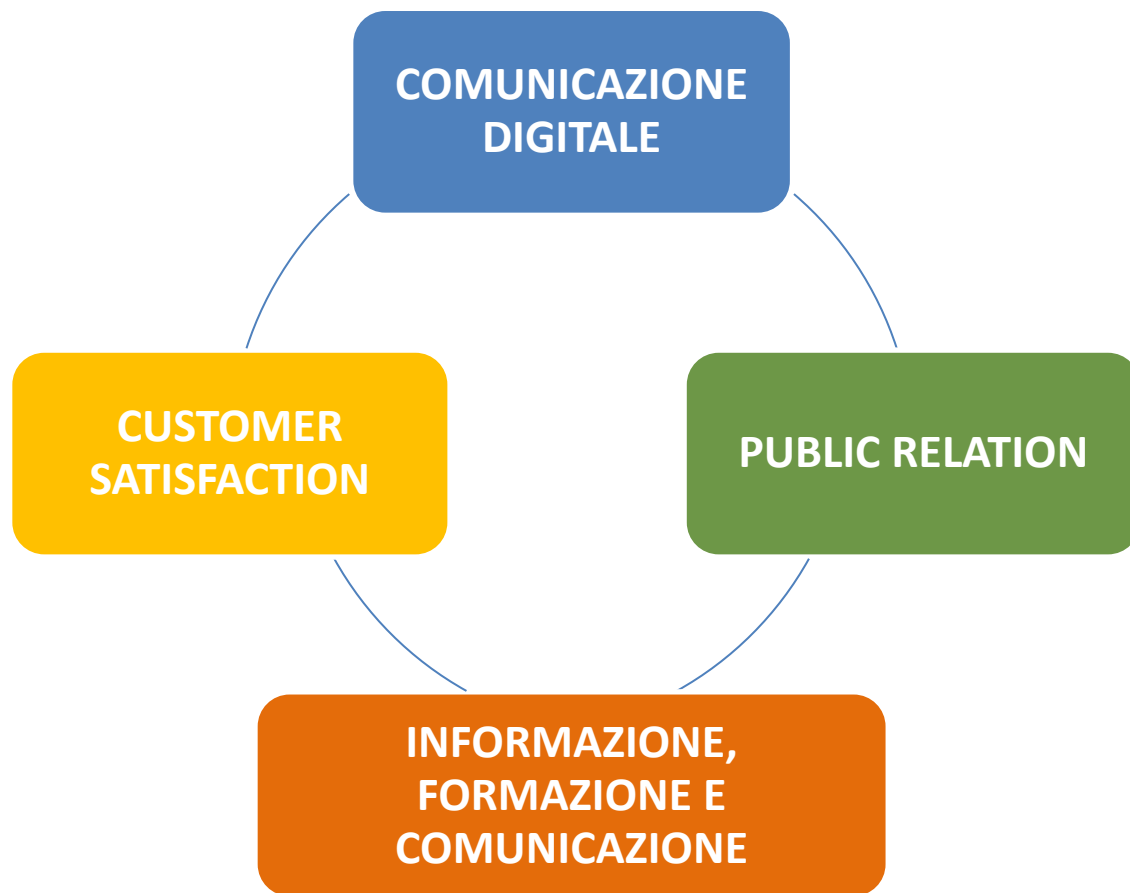 COMUNICAZIONE
DIGITALE
CUSTOMER
SATISFACTION
PUBLIC RELATION
INFORMAZIONE,
FORMAZIONE E
COMUNICAZIONE